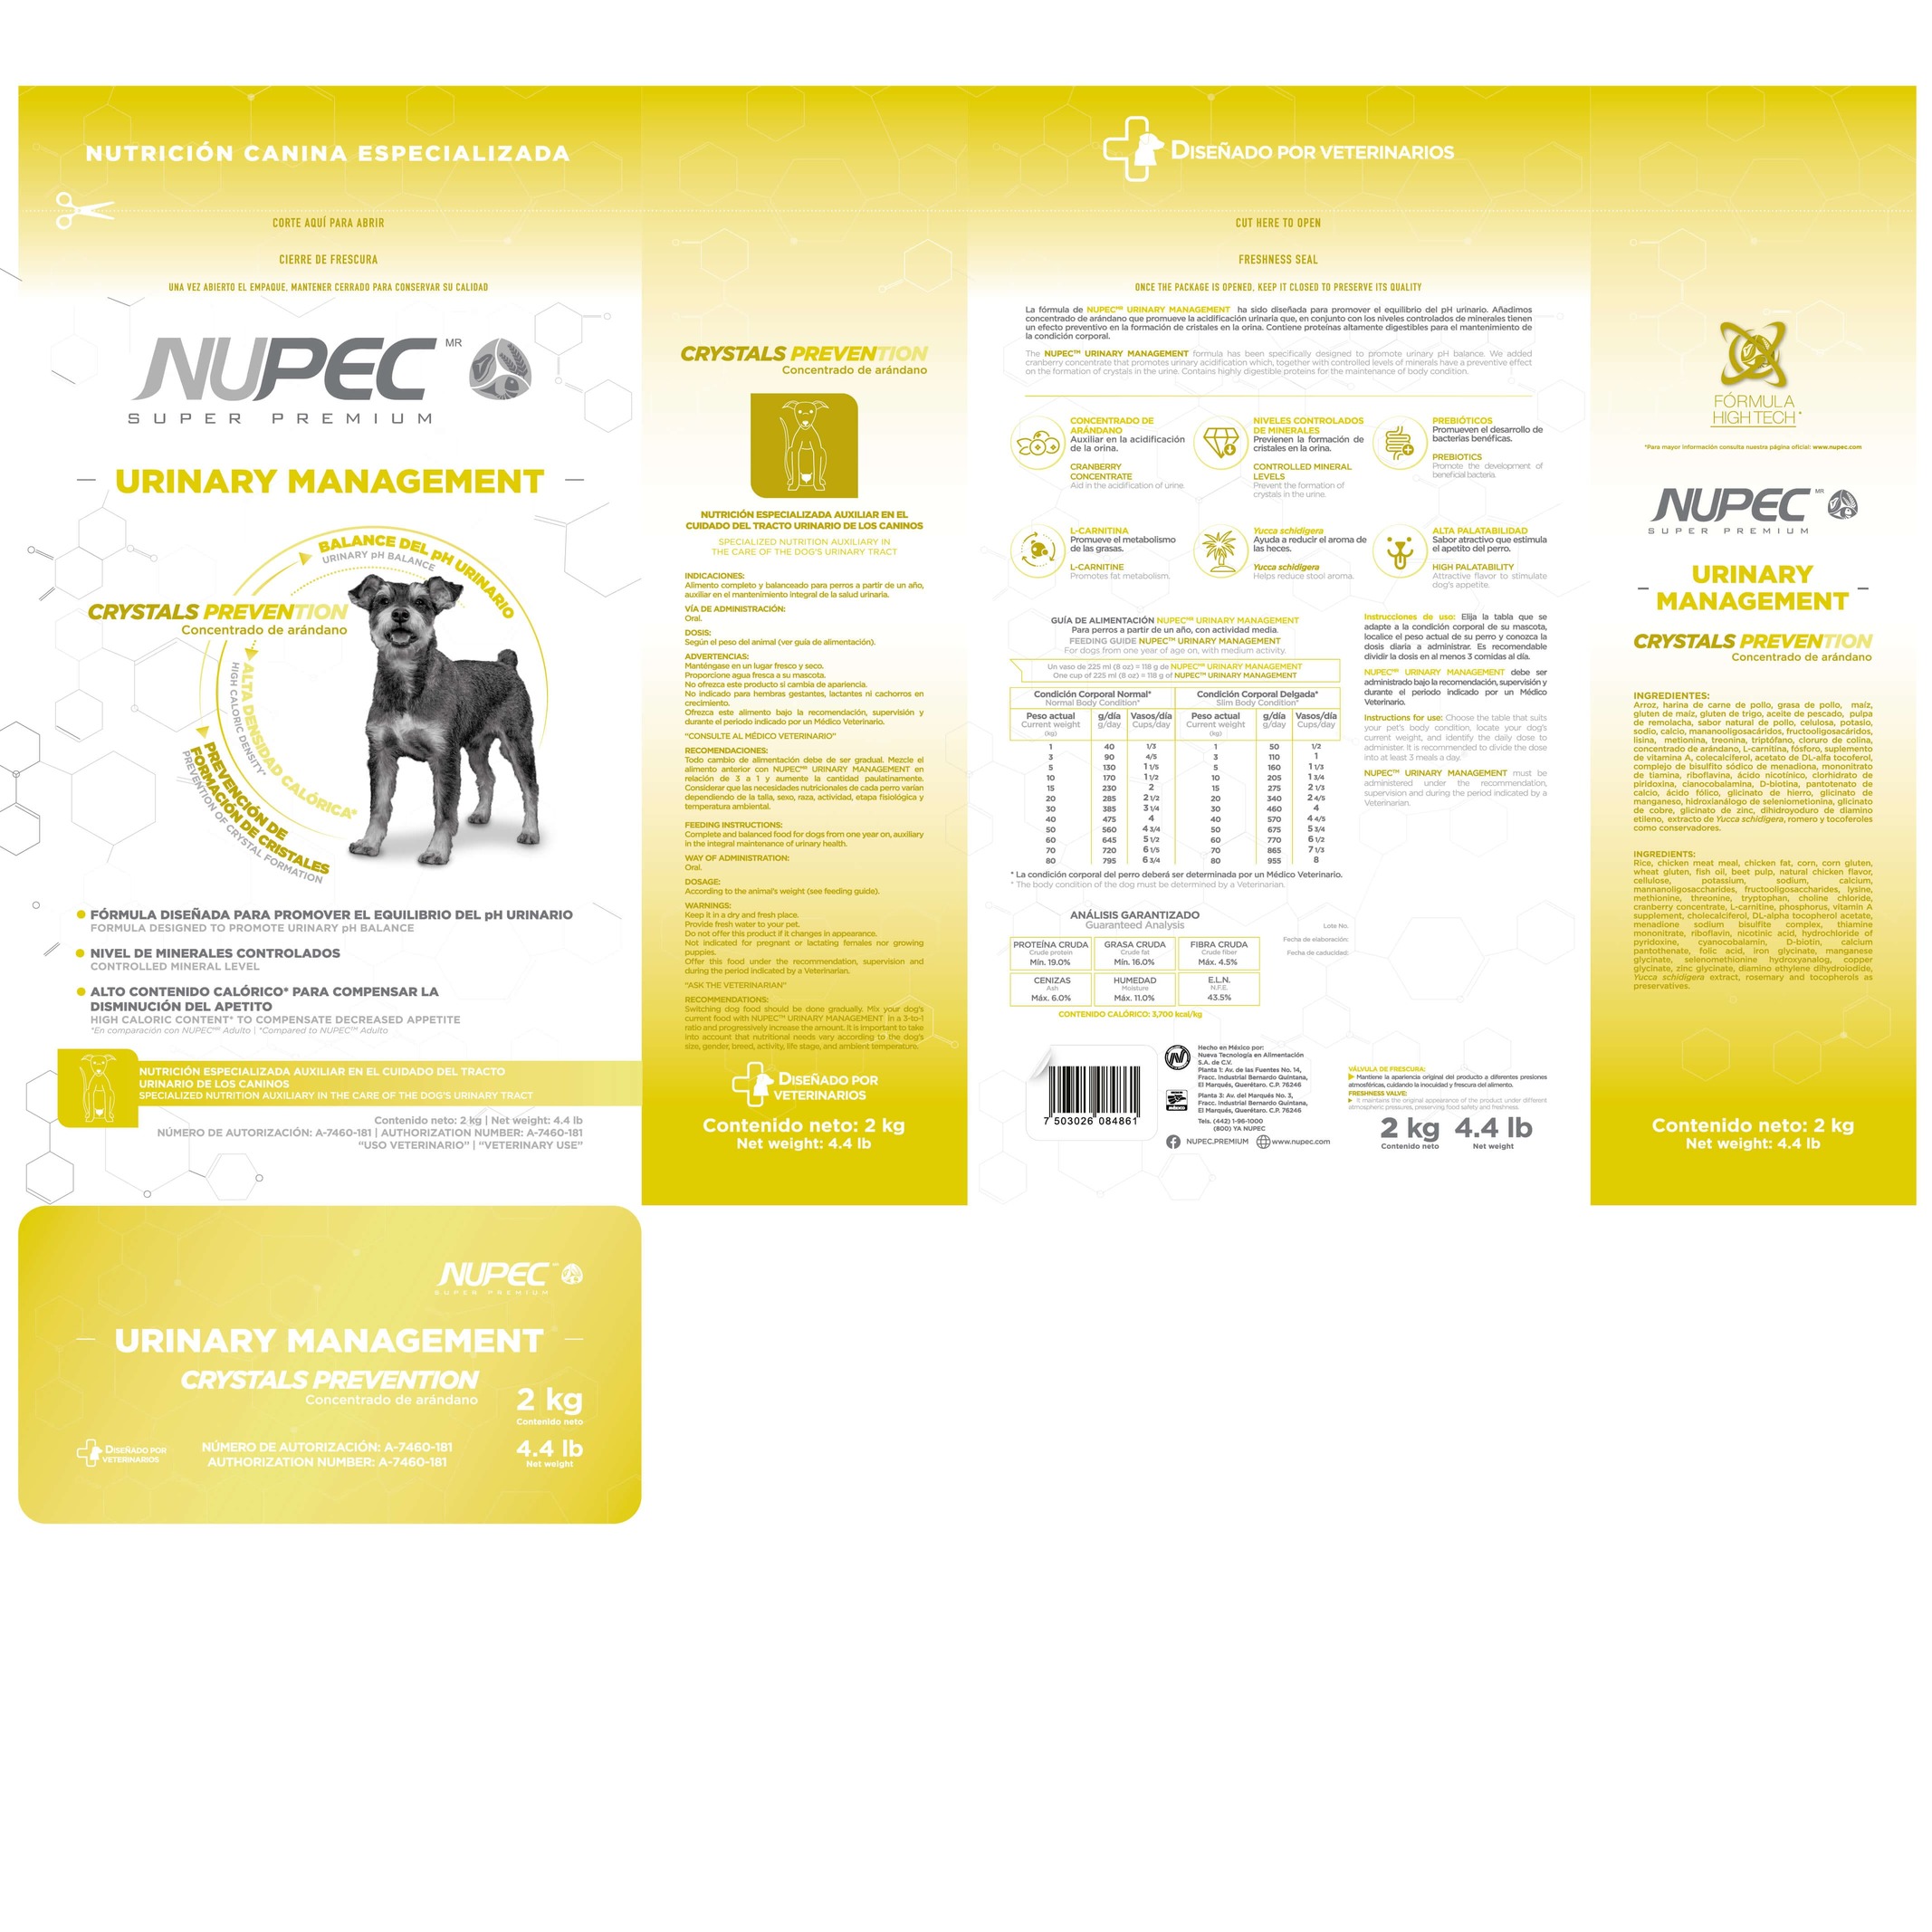 NUTRICIÓN CANINA ESPECIALIZADA
CORTE AQUÍ PARA ABRIR
CIERRE DE FRESCURA
UNA VEZ ABIERTO EL EMPAQUE, MANTENER CERRADO PARA CONSERVAR SU CALIDAD
NUPEC MR
SUPER PREMIUM
URINARY MANAGEMENT
BALANCE DEL pH URINARIO
URINARY pH BALANCE
CRYSTALS PREVENTION
Concentrado de arándano
ALTA DENSIDAD CALÓRICA*
HIGH CALORIC DENSITY*
PREVENCIÓN DE
FORMACIÓN DE CRISTALES
PREVENTION OF CRYSTAL FORMATION
FÓRMULA DISEÑADA PARA PROMOVER EL EQUILIBRIO DEL pH URINARIO
FORMULA DESIGNED TO PROMOTE URINARY pH BALANCE
NIVEL DE MINERALES CONTROLADOS
CONTROLLED MINERAL LEVEL
ALTO CONTENIDO CALÓRICO* PARA COMPENSAR LA
DISMINUCIÓN DEL APETITO
HIGH CALORIC CONTENT* TO COMPENSATE DECREASED APPETITE
*En comparación con NUPECMR Adulto | *Compared to NUPECTM Adulto
NUTRICIÓN ESPECIALIZADA AUXILIAR EN EL CUIDADO DEL TRACTO
URINARIO DE LOS CANINOS
SPECIALIZED NUTRITION AUXILIARY IN THE CARE OF THE DOG'S URINARY TRACT
Contenido neto: 2 kg | Net weight: 4.4 lb
NÚMERO DE AUTORIZACIÓN: A-7460-181 | AUTHORIZATION NUMBER: A-7460-181
"USO VETERINARIO" | "VETERINARY USE"
NUPEC
SUPER PREMIUM
URINARY MANAGEMENT
CRYSTALS PREVENTION
Concentrado de arándano
2 kg
Contenido neto
4.4 lb
Net weight
DISEÑADO POR
VETERINARIOS
NÚMERO DE AUTORIZACIÓN: A-7460-181
AUTHORIZATION NUMBER: A-7460-181
CRYSTALS PREVENTION
Concentrado de arándano
NUTRICIÓN ESPECIALIZADA AUXILIAR EN EL
CUIDADO DEL TRACTO URINARIO DE LOS CANINOS
SPECIALIZED NUTRITION AUXILIARY IN
THE CARE OF THE DOG'S URINARY TRACT
INDICACIONES:
Alimento completo y balanceado para perros a partir de un año,
auxiliar en el mantenimiento integral de la salud urinaria.
VÍA DE ADMINISTRACIÓN:
Oral.
DOSIS:
Según el peso del animal (ver guía de alimentación).
ADVERTENCIAS:
Manténgase en un lugar fresco y seco.
Proporcione agua fresca a su mascota.
No ofrezca este producto si cambia de apariencia.
No indicado para hembras gestantes, lactantes ni cachorros en
crecimiento.
Ofrezca este alimento bajo la recomendación, supervisión y
durante el periodo indicado por un Médico Veterinario.
"CONSULTE AL MÉDICO VETERINARIO"
RECOMENDACIONES:
Todo cambio de alimentación debe de ser gradual. Mezcle el
alimento anterior con NUPECMR URINARY MANAGEMENT en
relación de 3 a 1 y aumente la cantidad paulatinamente.
Considerar que las necesidades nutricionales de cada perro varían
dependiendo de la talla, sexo, raza, actividad, etapa fisiológica y
temperatura ambiental.
FEEDING INSTRUCTIONS:
Complete and balanced food for dogs from one year on, auxiliary
in the integral maintenance of urinary health.
WAY OF ADMINISTRATION:
Oral.
DOSAGE:
According to the animal's weight (see feeding guide).
WARNINGS:
Keep it in a dry and fresh place.
Provide fresh water to your pet.
Do not offer this product if it changes in appearance.
Not indicated for pregnant or lactating females nor growing
puppies.
Offer this food under the recommendation, supervision and
during the period indicated by a Veterinarian.
"ASK THE VETERINARIAN"
RECOMMENDATIONS:
Switching dog food should be done gradually. Mix your dog's
current food with NUPECTM URINARY MANAGEMENT in a 3-to-1
ratio and progressively increase the amount. It is important to take
into account that nutritional needs vary according to the dog's
size, gender, breed, activity, life stage, and ambient temperature.
DISEÑADO POR
VETERINARIOS
Contenido neto: 2 kg
Net weight: 4.4 lb
DISEÑADO POR VETERINARIOS
CUT HERE TO OPEN
FRESHNESS SEAL
ONCE THE PACKAGE IS OPENED, KEEP IT CLOSED TO PRESERVE ITS QUALITY
La fórmula de NUPECMR URINARY MANAGEMENT ha sido diseñada para promover el equilibrio del pH urinario. Añadimos
concentrado de arándano que promueve la acidificación urinaria que, en conjunto con los niveles controlados de minerales tienen
un efecto preventivo en la formación de cristales en la orina. Contiene proteínas altamente digestibles para el mantenimiento de
la condición corporal.
The NUPECTM URINARY MANAGEMENT formula has been specifically designed to promote urinary pH balance. We added
cranberry concentrate that promotes urinary acidification which, together with controlled levels of minerals have a preventive effect
on the formation of crystals in the urine. Contains highly digestible proteins for the maintenance of body condition.
CONCENTRADO DE
ARÁNDANO
Auxiliar en la acidificación
de la orina.
CRANBERRY
CONCENTRATE
Aid in the acidification of urine.
NIVELES CONTROLADOS
DE MINERALES
Previenen la formación de
cristales en la orina.
CONTROLLED MINERAL
LEVELS
Prevent the formation of
crystals in the urine.
PREBIÓTICOS
Promueven el desarrollo de
bacterias benéficas.
PREBIOTICS
Promote the development of
beneficial bacteria.
L-CARNITINA
Promueve el metabolismo
de las grasas.
L-CARNITINE
Promotes fat metabolism.
Yucca schidigera
Ayuda a reducir el aroma de
las heces.
Yucca schidigera
Helps reduce stool aroma.
ALTA PALATABILIDAD
Sabor atractivo que estimula
el apetito del perro.
HIGH PALATABILITY
Attractive flavor to stimulate
dog's appetite.
GUÍA DE ALIMENTACIÓN NUPECMR URINARY MANAGEMENT
Para perros a partir de un año, con actividad media.
FEEDING GUIDE NUPECTM URINARY MANAGEMENT
For dogs from one year of age on, with medium activity.
Un vaso de 225 ml (8 oz) = 118 g de NUPECMR URINARY MANAGEMENT
One cup of 225 ml (8 oz) = 118 g of NUPECTM URINARY MANAGEMENT
Condición Corporal Normal* Condición Corporal Delgada*
Normal Body Condition* Slim Body Condition*
Peso actual g/día Vasos/día Peso actual g/día Vasos/día
Current weight g/day Cups/day Current weight g/day Cups/day
(kg) (kg)
1 40 1/3 1 50 1/2
3 90 4/5 3 110 1
5 130 1 1/5 5 160 1 1/3
10 170 1 1/2 10 205 1 3/4
15 230 2 15 275 2 1/3
20 285 2 1/2 20 340 2 4/5
30 385 3 1/4 30 460 4
40 475 4 40 570 4 4/5
50 560 4 3/4 50 675 5 3/4
60 645 5 1/2 60 770 6 1/2
70 720 6 1/5 70 865 7 1/3
80 795 6 3/4 80 955 8
* La condición corporal del perro deberá ser determinada por un Médico Veterinario.
* The body condition of the dog must be determined by a Veterinarian.
Instrucciones de uso: Elija la tabla que se
adapte a la condición corporal de su mascota,
localice el peso actual de su perro y conozca la
dosis diaria a administrar. Es recomendable
dividir la dosis en al menos 3 comidas al día.
NUPECMR URINARY MANAGEMENT debe ser
administrado bajo la recomendación, supervisión y
durante el periodo indicado por un Médico
Veterinario.
Instructions for use: Choose the table that suits
your pet's body condition, locate your dog's
current weight, and identify the daily dose to
administer. It is recommended to divide the dose
into at least 3 meals a day.
NUPECTM URINARY MANAGEMENT must be
administered under the recommendation,
supervision and during the period indicated by a
Veterinarian.
ANÁLISIS GARANTIZADO
Guaranteed Analysis
PROTEÍNA CRUDA GRASA CRUDA FIBRA CRUDA
Crude protein Crude fat Crude fiber
Mín. 19.0% Mín. 16.0% Máx. 4.5%
CENIZAS HUMEDAD E.L.N.
Ash Moisture N.F.E.
Máx. 6.0% Máx. 11.0% 43.5%
CONTENIDO CALÓRICO: 3,700 kcal/kg
Lote No.
Fecha de elaboración:
Fecha de caducidad:
7 503026 084861
Hecho en México por:
Nueva Tecnología en Alimentación
S.A. de C.V.
Planta 1: Av. de las Fuentes No. 14,
Fracc. Industrial Bernardo Quintana,
El Marqués, Querétaro. C.P. 76246
Planta 3: Av. del Marqués No. 3,
Fracc. Industrial Bernardo Quintana,
El Marqués, Querétaro. C.P. 76246
Tels. (442) 1-96-1000
(800) YA NUPEC
NUPEC.PREMIUM www.nupec.com
VÁLVULA DE FRESCURA:
Mantiene la apariencia original del producto a diferentes presiones
atmosféricas, cuidando la inocuidad y frescura del alimento.
FRESHNESS VALVE:
It maintains the original appearance of the product under different
atmospheric pressures, preserving food safety and freshness.
2 kg 4.4 lb
Contenido neto Net weight
FÓRMULA
HIGH TECH*
*Para mayor información consulta nuestra página oficial: www.nupec.com
NUPEC MR
SUPER PREMIUM
URINARY
MANAGEMENT
CRYSTALS PREVENTION
Concentrado de arándano
INGREDIENTES:
Arroz, harina de carne de pollo, grasa de pollo, maíz,
gluten de maíz, gluten de trigo, aceite de pescado, pulpa
de remolacha, sabor natural de pollo, celulosa, potasio,
sodio, calcio, mananooligosacáridos, fructooligosacáridos,
lisina, metionina, treonina, triptófano, cloruro de colina,
concentrado de arándano, L-carnitina, fósforo, suplemento
de vitamina A, colecalciferol, acetato de DL-alfa tocoferol,
complejo de bisulfito sódico de menadiona, mononitrato
de tiamina, riboflavina, ácido nicotínico, clorhidrato de
piridoxina, cianocobalamina, D-biotina, pantotenato de
calcio, ácido fólico, glicinato de hierro, glicinato de
manganeso, hidroxianálogo de seleniometionina, glicinato
de cobre, glicinato de zinc, dihidroyoduro de diamino
etileno, extracto de Yucca schidigera, romero y tocoferoles
como conservadores.
INGREDIENTS:
Rice, chicken meat meal, chicken fat, corn, corn gluten,
wheat gluten, fish oil, beet pulp, natural chicken flavor,
cellulose, potassium, sodium, calcium,
mannanoligosaccharides, fructooligosaccharides, lysine,
methionine, threonine, tryptophan, choline chloride,
cranberry concentrate, L-carnitine, phosphorus, vitamin A
supplement, cholecalciferol, DL-alpha tocopherol acetate,
menadione sodium bisulfite complex, thiamine
mononitrate, riboflavin, nicotinic acid, hydrochloride of
pyridoxine, cyanocobalamin, D-biotin, calcium
pantothenate, folic acid, iron glycinate, manganese
glycinate, selenomethionine hydroxyanalog, copper
glycinate, zinc glycinate, diamino ethylene dihydroiodide,
Yucca schidigera extract, rosemary and tocopherols as
preservatives.
Contenido neto: 2 kg
Net weight: 4.4 lb